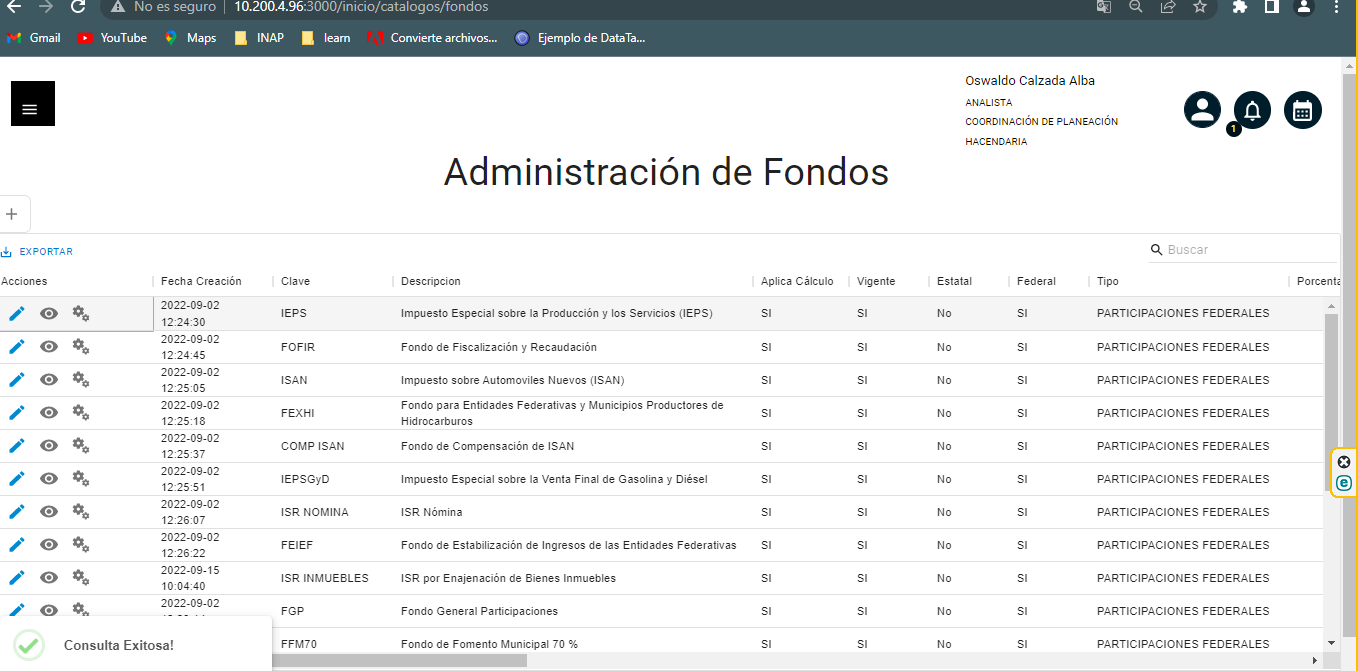 No es seguro | 10.200.4.96:3000/inicio/catalogos/fondos
Gmail YouTube Maps INAP learn Convierte archivos... Ejemplo de DataTa...
Oswaldo Calzada Alba
ANALISTA
COORDINACIÓN DE PLANEACIÓN
HACENDARIA
1
Administración de Fondos
+
EXPORTAR Buscar
Acciones Fecha Creación Clave Descripcion Aplica Cálculo Vigente Estatal Federal Tipo Porcenta
2022-09-02
12:24:30 IEPS Impuesto Especial sobre la Producción y los Servicios (IEPS) SI SI No SI PARTICIPACIONES FEDERALES
2022-09-02
12:24:45 FOFIR Fondo de Fiscalización y Recaudación SI SI No SI PARTICIPACIONES FEDERALES
2022-09-02
12:25:05 ISAN Impuesto sobre Automoviles Nuevos (ISAN) SI SI No SI PARTICIPACIONES FEDERALES
2022-09-02 Fondo para Entidades Federativas y Municipios Productores de
12:25:18 FEXHI Hidrocarburos SI SI No SI PARTICIPACIONES FEDERALES
2022-09-02
12:25:37 COMP ISAN Fondo de Compensación de ISAN SI SI No SI PARTICIPACIONES FEDERALES
2022-09-02
12:25:51 IEPSGyD Impuesto Especial sobre la Venta Final de Gasolina y Diésel SI SI No SI PARTICIPACIONES FEDERALES
2022-09-02
12:26:07 ISR NOMINA ISR Nómina SI SI No SI PARTICIPACIONES FEDERALES
2022-09-02
12:26:22 FEIEF Fondo de Estabilización de Ingresos de las Entidades Federativas SI SI No SI PARTICIPACIONES FEDERALES
2022-09-15
10:04:40 ISR INMUEBLES ISR por Enajenación de Bienes Inmuebles SI SI No SI PARTICIPACIONES FEDERALES
2022-09-02
FGP Fondo General Participaciones SI SI No SI PARTICIPACIONES FEDERALES
FFM70 Fondo de Fomento Municipal 70 % SI SI No SI PARTICIPACIONES FEDERALES
Consulta Exitosa!